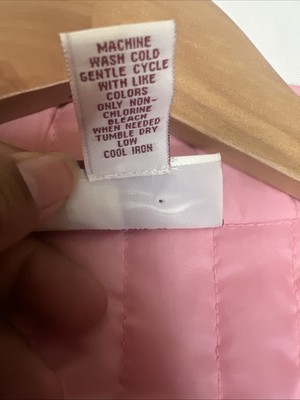 MACHINE
WASH COLD
GENTLE CYCLE
WITH LIKE
COLORS
ONLY NON-
CHLORINE
BLEACH
WHEN NEEDED
TUMBLE DRY
LOW
COOL IRON